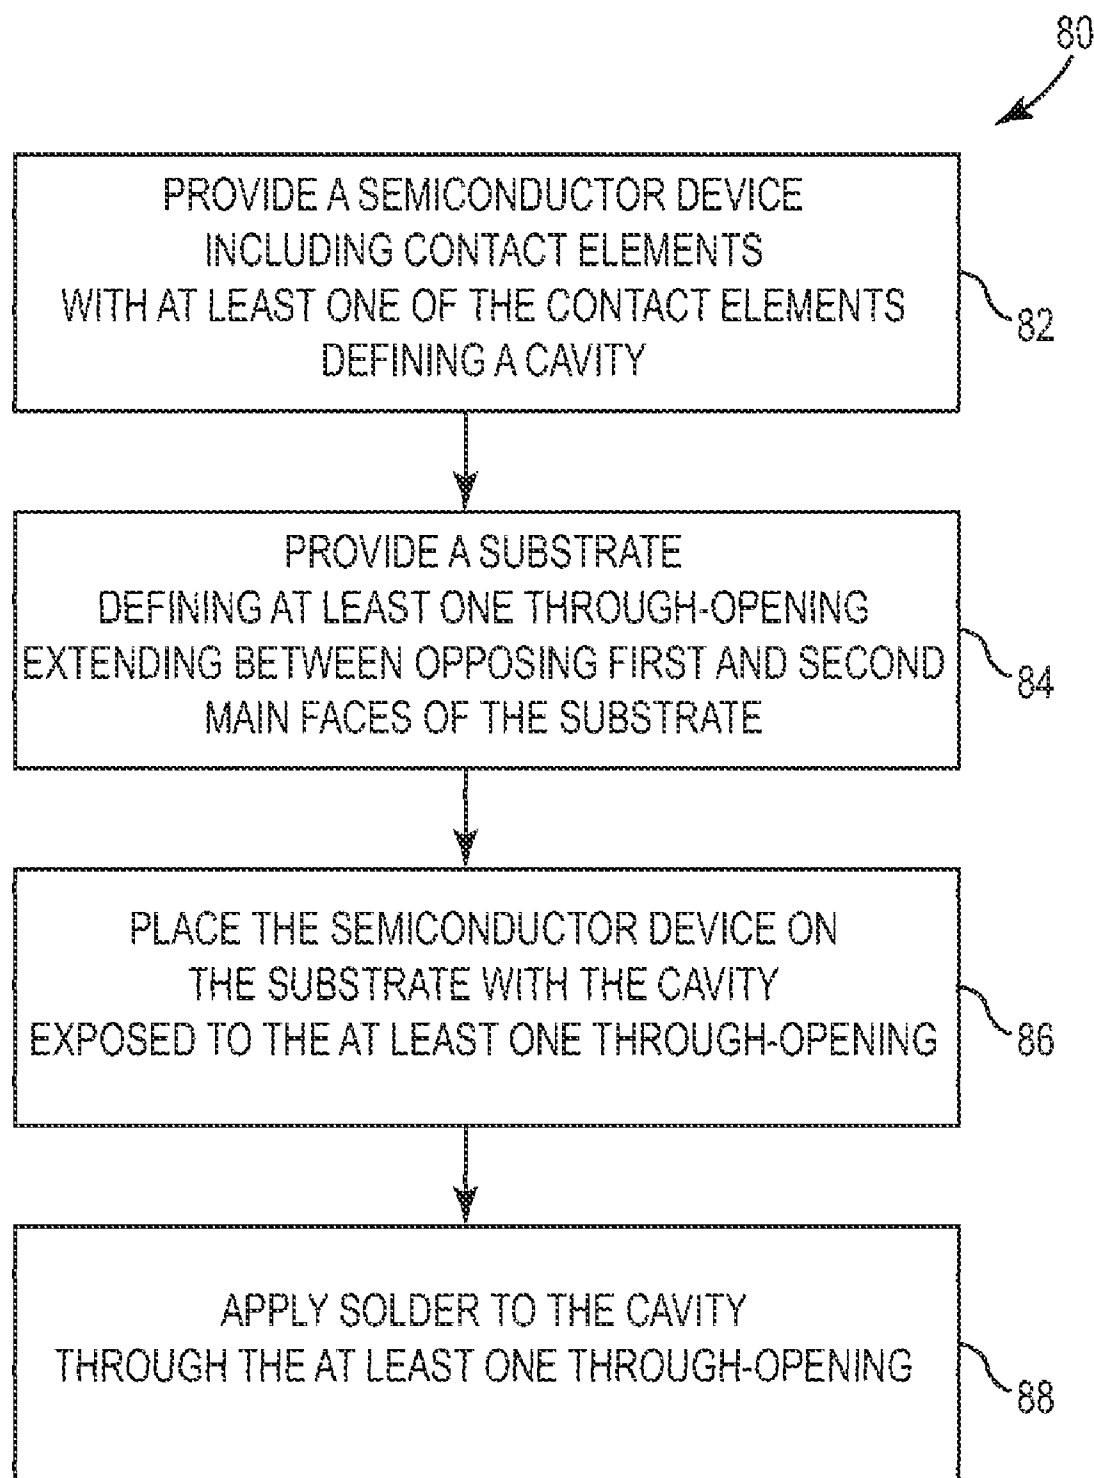 80
PROVIDE A SEMICONDUCTOR DEVICE
INCLUDING CONTACT ELEMENTS
WITH AT LEAST ONE OF THE CONTACT ELEMENTS
DEFINING A CAVITY
82
PROVIDE A SUBSTRATE
DEFINING AT LEAST ONE THROUGH-OPENING
EXTENDING BETWEEN OPPOSING FIRST AND SECOND
MAIN FACES OF THE SUBSTRATE
84
PLACE THE SEMICONDUCTOR DEVICE ON
THE SUBSTRATE WITH THE CAVITY
EXPOSED TO THE AT LEAST ONE THROUGH-OPENING
86
APPLY SOLDER TO THE CAVITY
THROUGH THE AT LEAST ONE THROUGH-OPENING
88